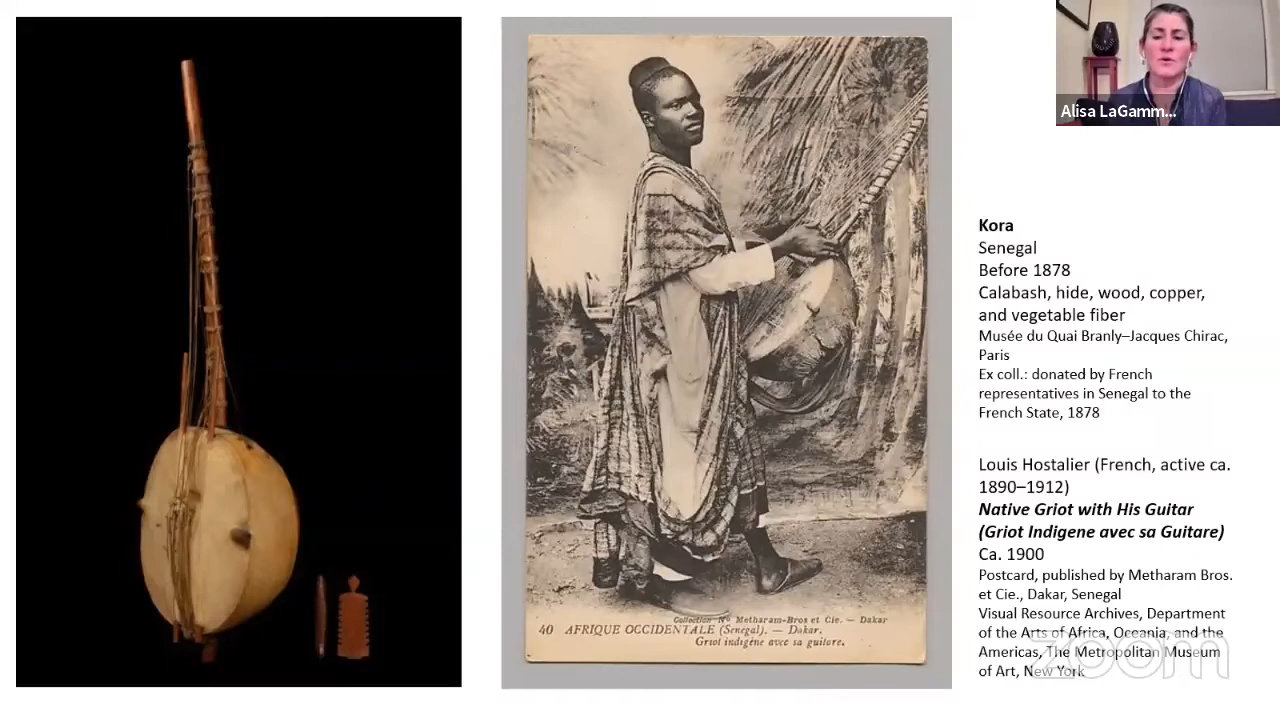 Alisa LaGamm...
Kora
Senegal
Before 1878
Calabash, hide, wood, copper,
and vegetable fiber
Musée du Quai Branly–Jacques Chirac,
Paris
Ex coll.: donated by French
representatives in Senegal to the
French State, 1878
Louis Hostalier (French, active ca.
1890–1912)
Native Griot with His Guitar
(Griot Indigene avec sa Guitare)
Ca. 1900
Postcard, published by Metharam Bros.
et Cie., Dakar, Senegal
Visual Resource Archives, Department
of the Arts of Africa, Oceania, and the
Americas, The Metropolitan Museum
of Art, New York
zoom
Collection Nº Metharam-Bros et Cie. — Dakar
40 AFRIQUE OCCIDENTALE (Sénégal). — Dakar.
Griot indigène avec sa guitare.